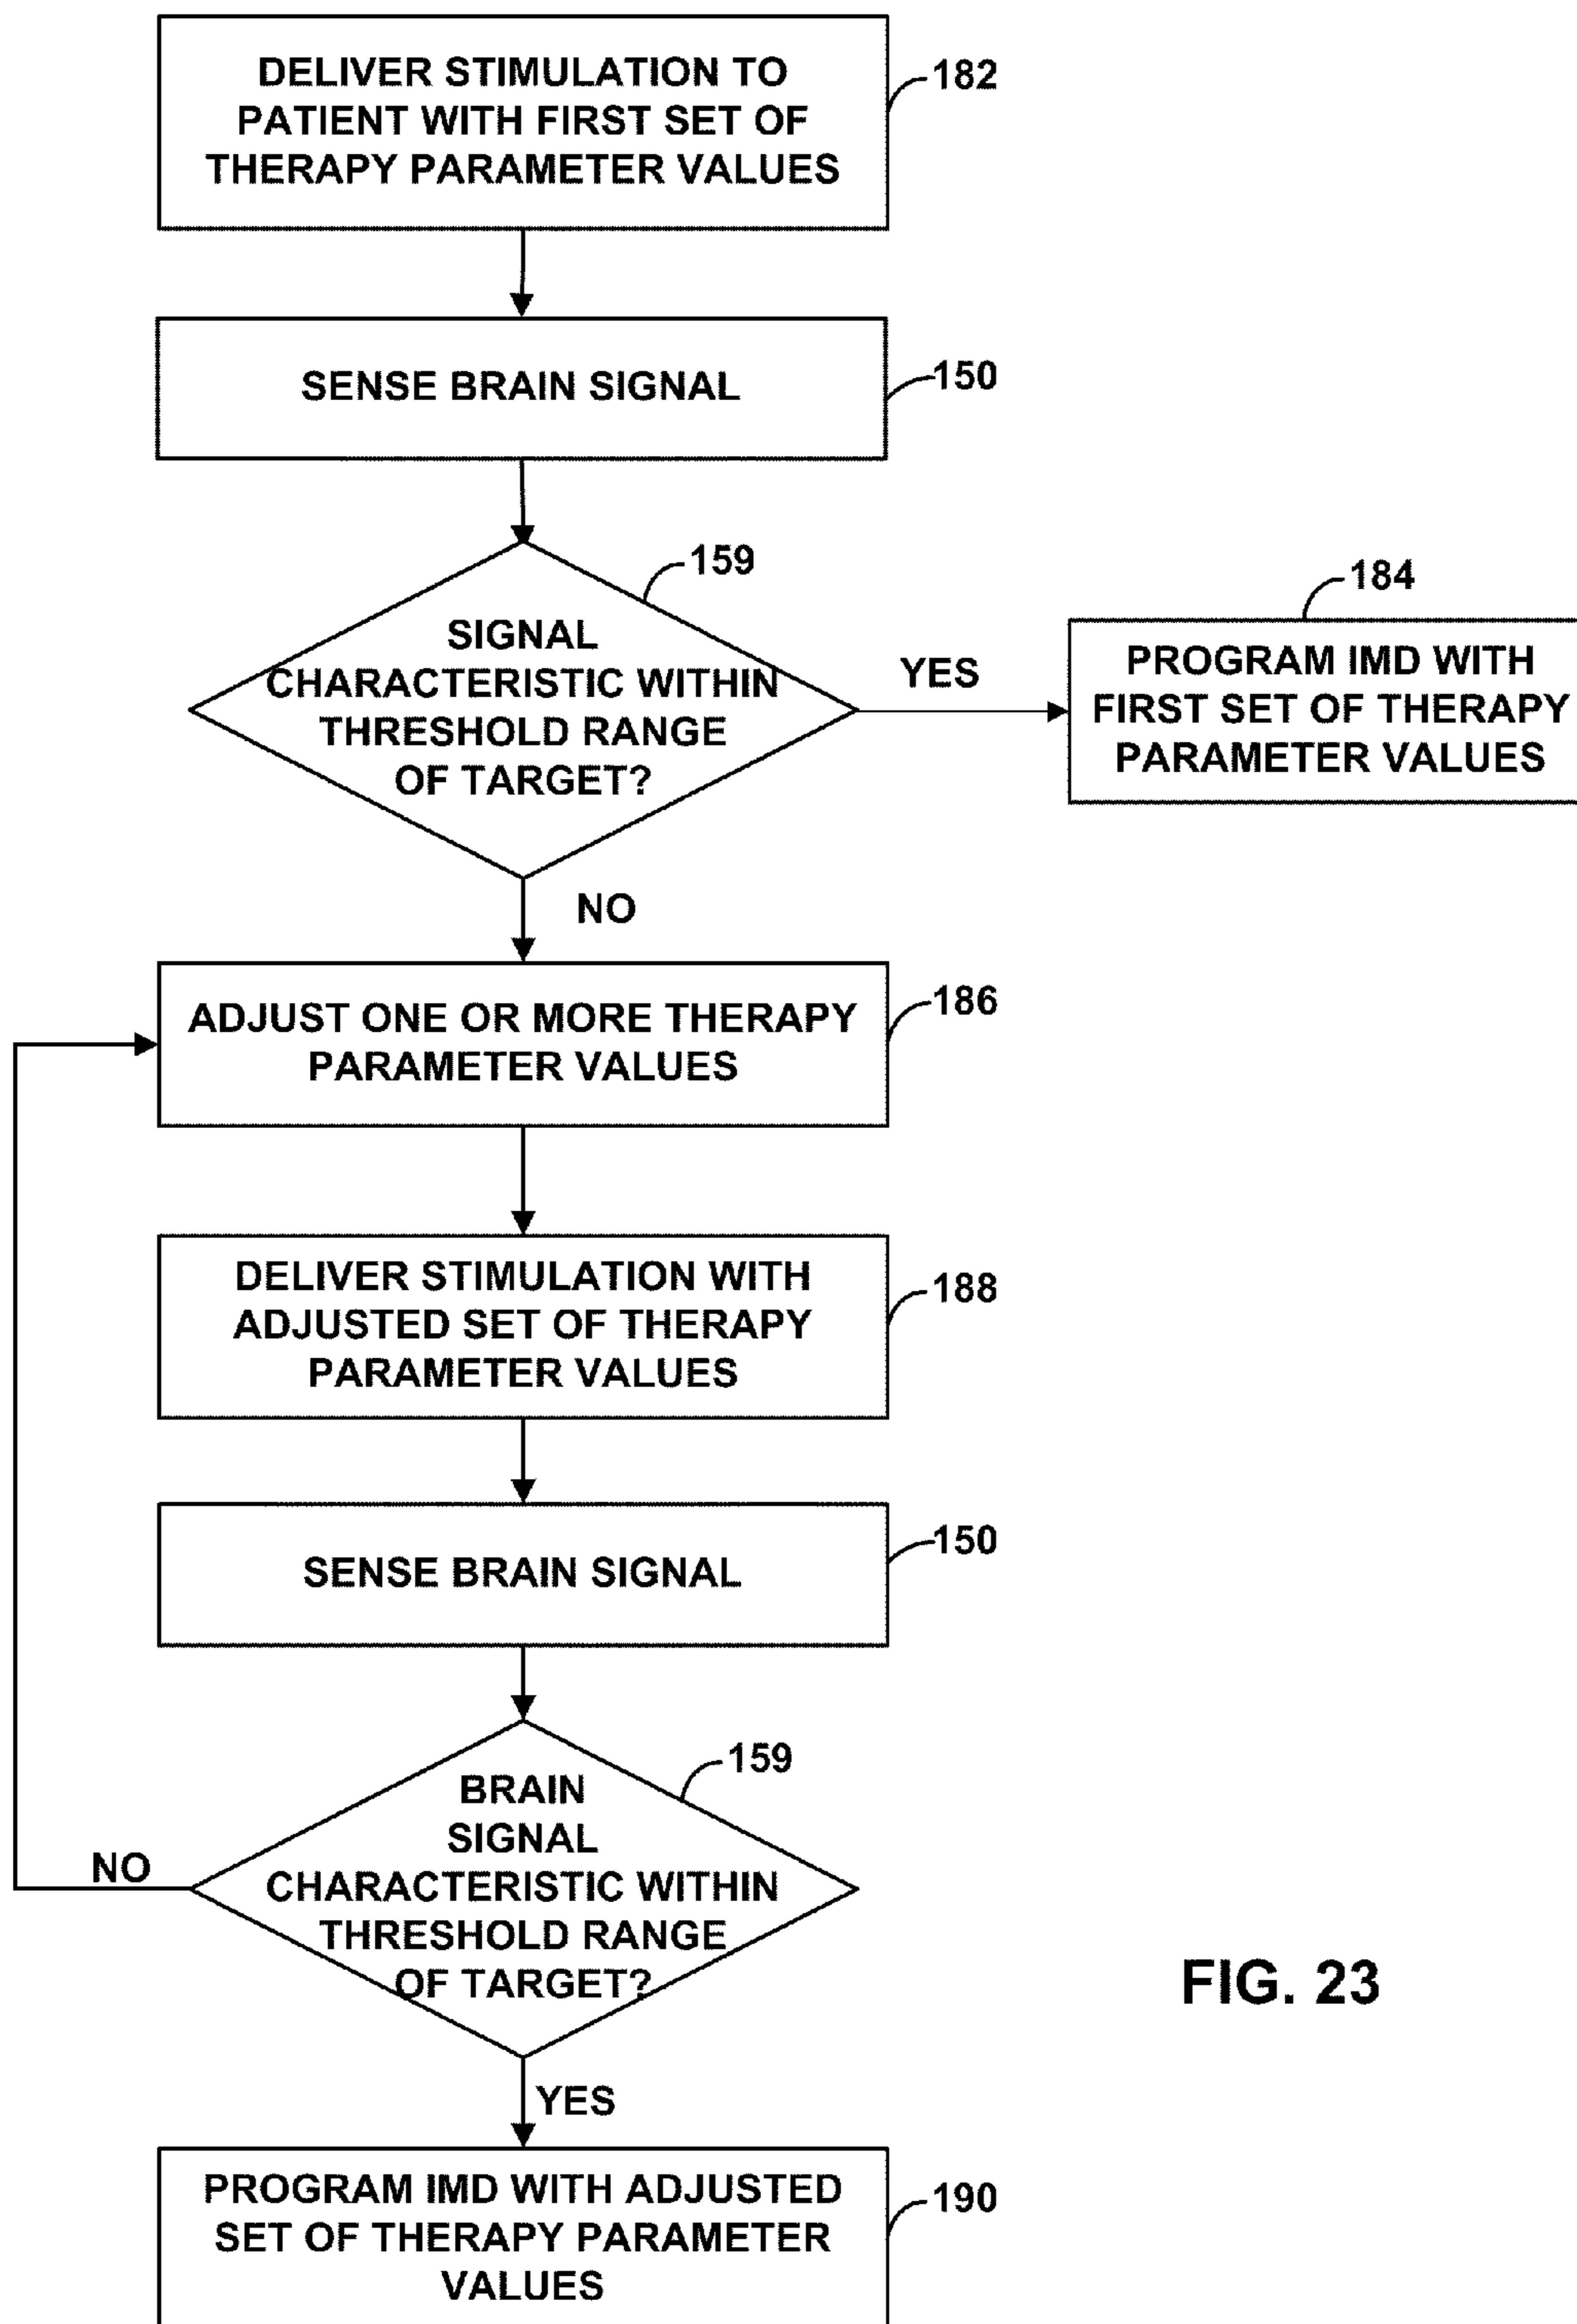 DELIVER STIMULATION TO
PATIENT WITH FIRST SET OF
THERAPY PARAMETER VALUES
182
SENSE BRAIN SIGNAL
150
159
SIGNAL
CHARACTERISTIC WITHIN
THRESHOLD RANGE
OF TARGET?
YES
184
PROGRAM IMD WITH
FIRST SET OF THERAPY
PARAMETER VALUES
NO
ADJUST ONE OR MORE THERAPY
PARAMETER VALUES
186
DELIVER STIMULATION WITH
ADJUSTED SET OF THERAPY
PARAMETER VALUES
188
SENSE BRAIN SIGNAL
150
159
BRAIN
SIGNAL
CHARACTERISTIC WITHIN
THRESHOLD RANGE
OF TARGET?
NO
YES
PROGRAM IMD WITH ADJUSTED
SET OF THERAPY PARAMETER
VALUES
190
FIG. 23